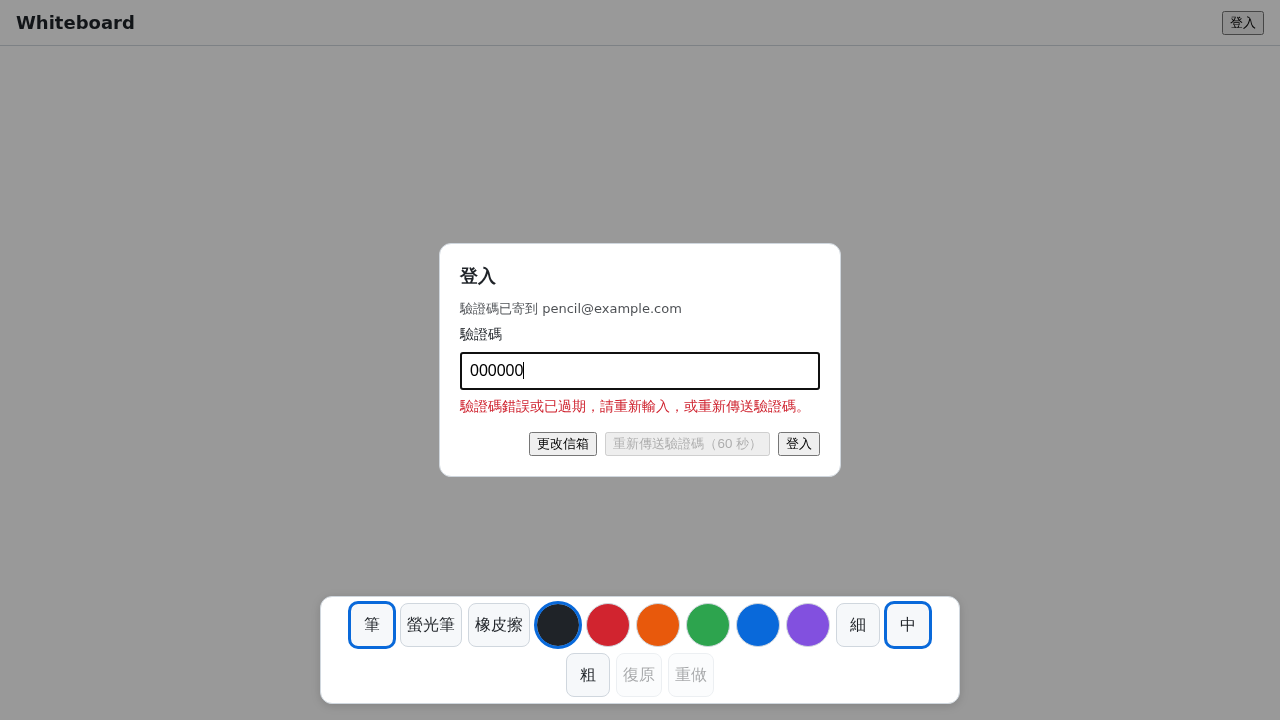 Whiteboard 登入
登入
驗證碼已寄到 pencil@example.com
驗證碼
000000
驗證碼錯誤或已過期，請重新輸入，或重新傳送驗證碼。
更改信箱 重新傳送驗證碼（60 秒） 登入
筆 螢光筆 橡皮擦 細 中
粗 復原 重做